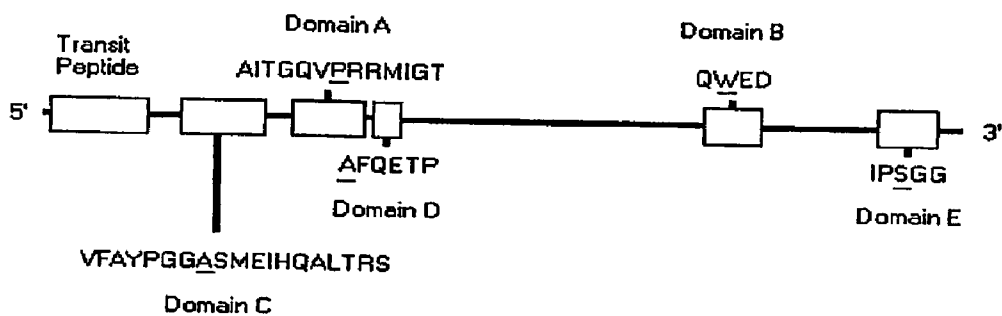 Domain A
Domain B
Transit
Peptide
AITGQVPRRMIGT
QWED
5'
3'
AFQETP
IPSGG
Domain D
Domain E
VFAYPGGASMEIHQALTRS
Domain C